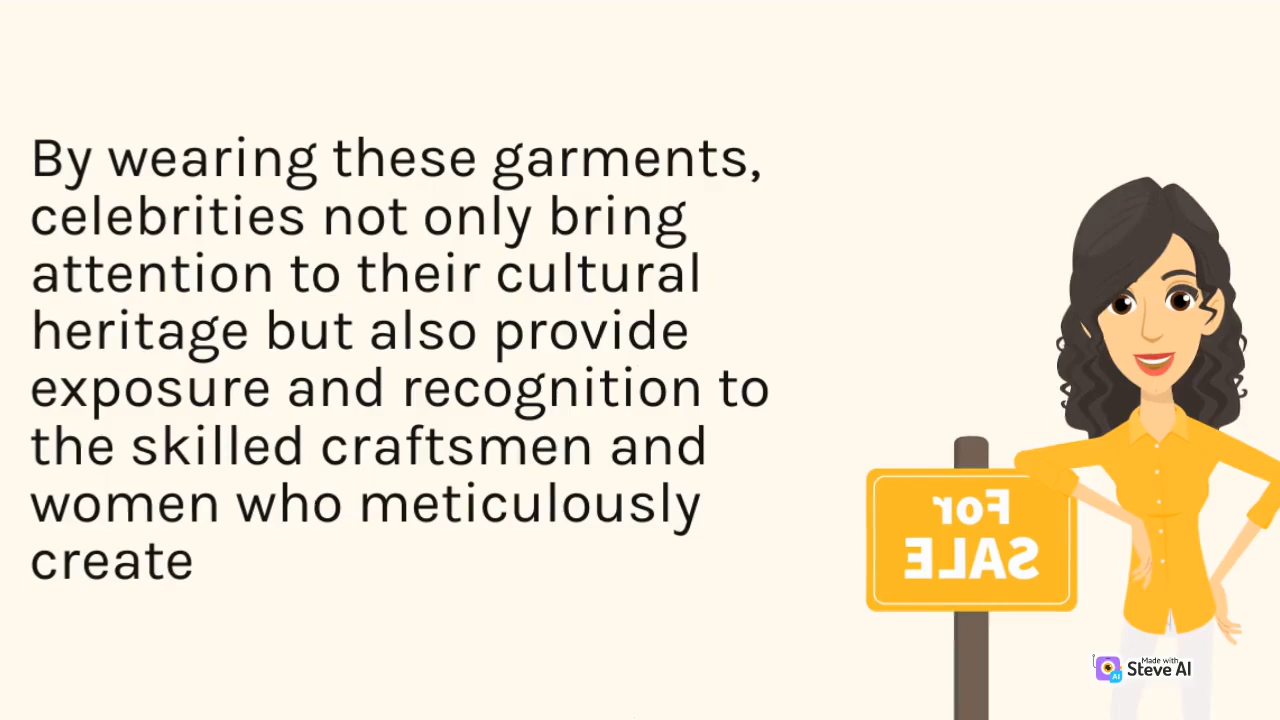 By wearing these garments,
celebrities not only bring
attention to their cultural
heritage but also provide
exposure and recognition to
the skilled craftsmen and
women who meticulously
create
For
SALE
Made with
Steve AI